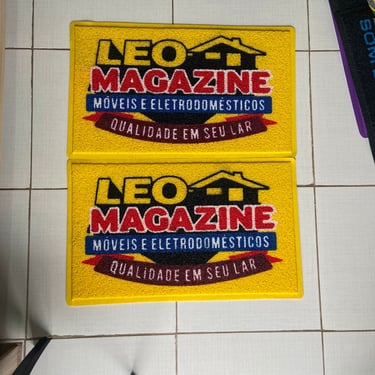 LEO
MAGAZINE
MÓVEIS E ELETRODOMÉSTICOS
QUALIDADE EM SEU LAR
LEO
MAGAZINE
MÓVEIS E ELETRODOMÉSTICOS
QUALIDADE EM SEU LAR